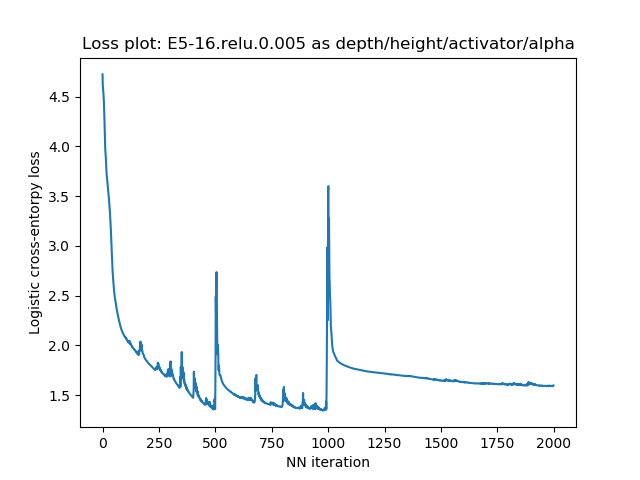 Loss plot: E5-16.relu.0.005 as depth/height/activator/alpha
4.5
4.0
3.5
3.0
2.5
2.0
1.5
Logistic cross-entorpy loss
0 250 500 750 1000 1250 1500 1750 2000
NN iteration